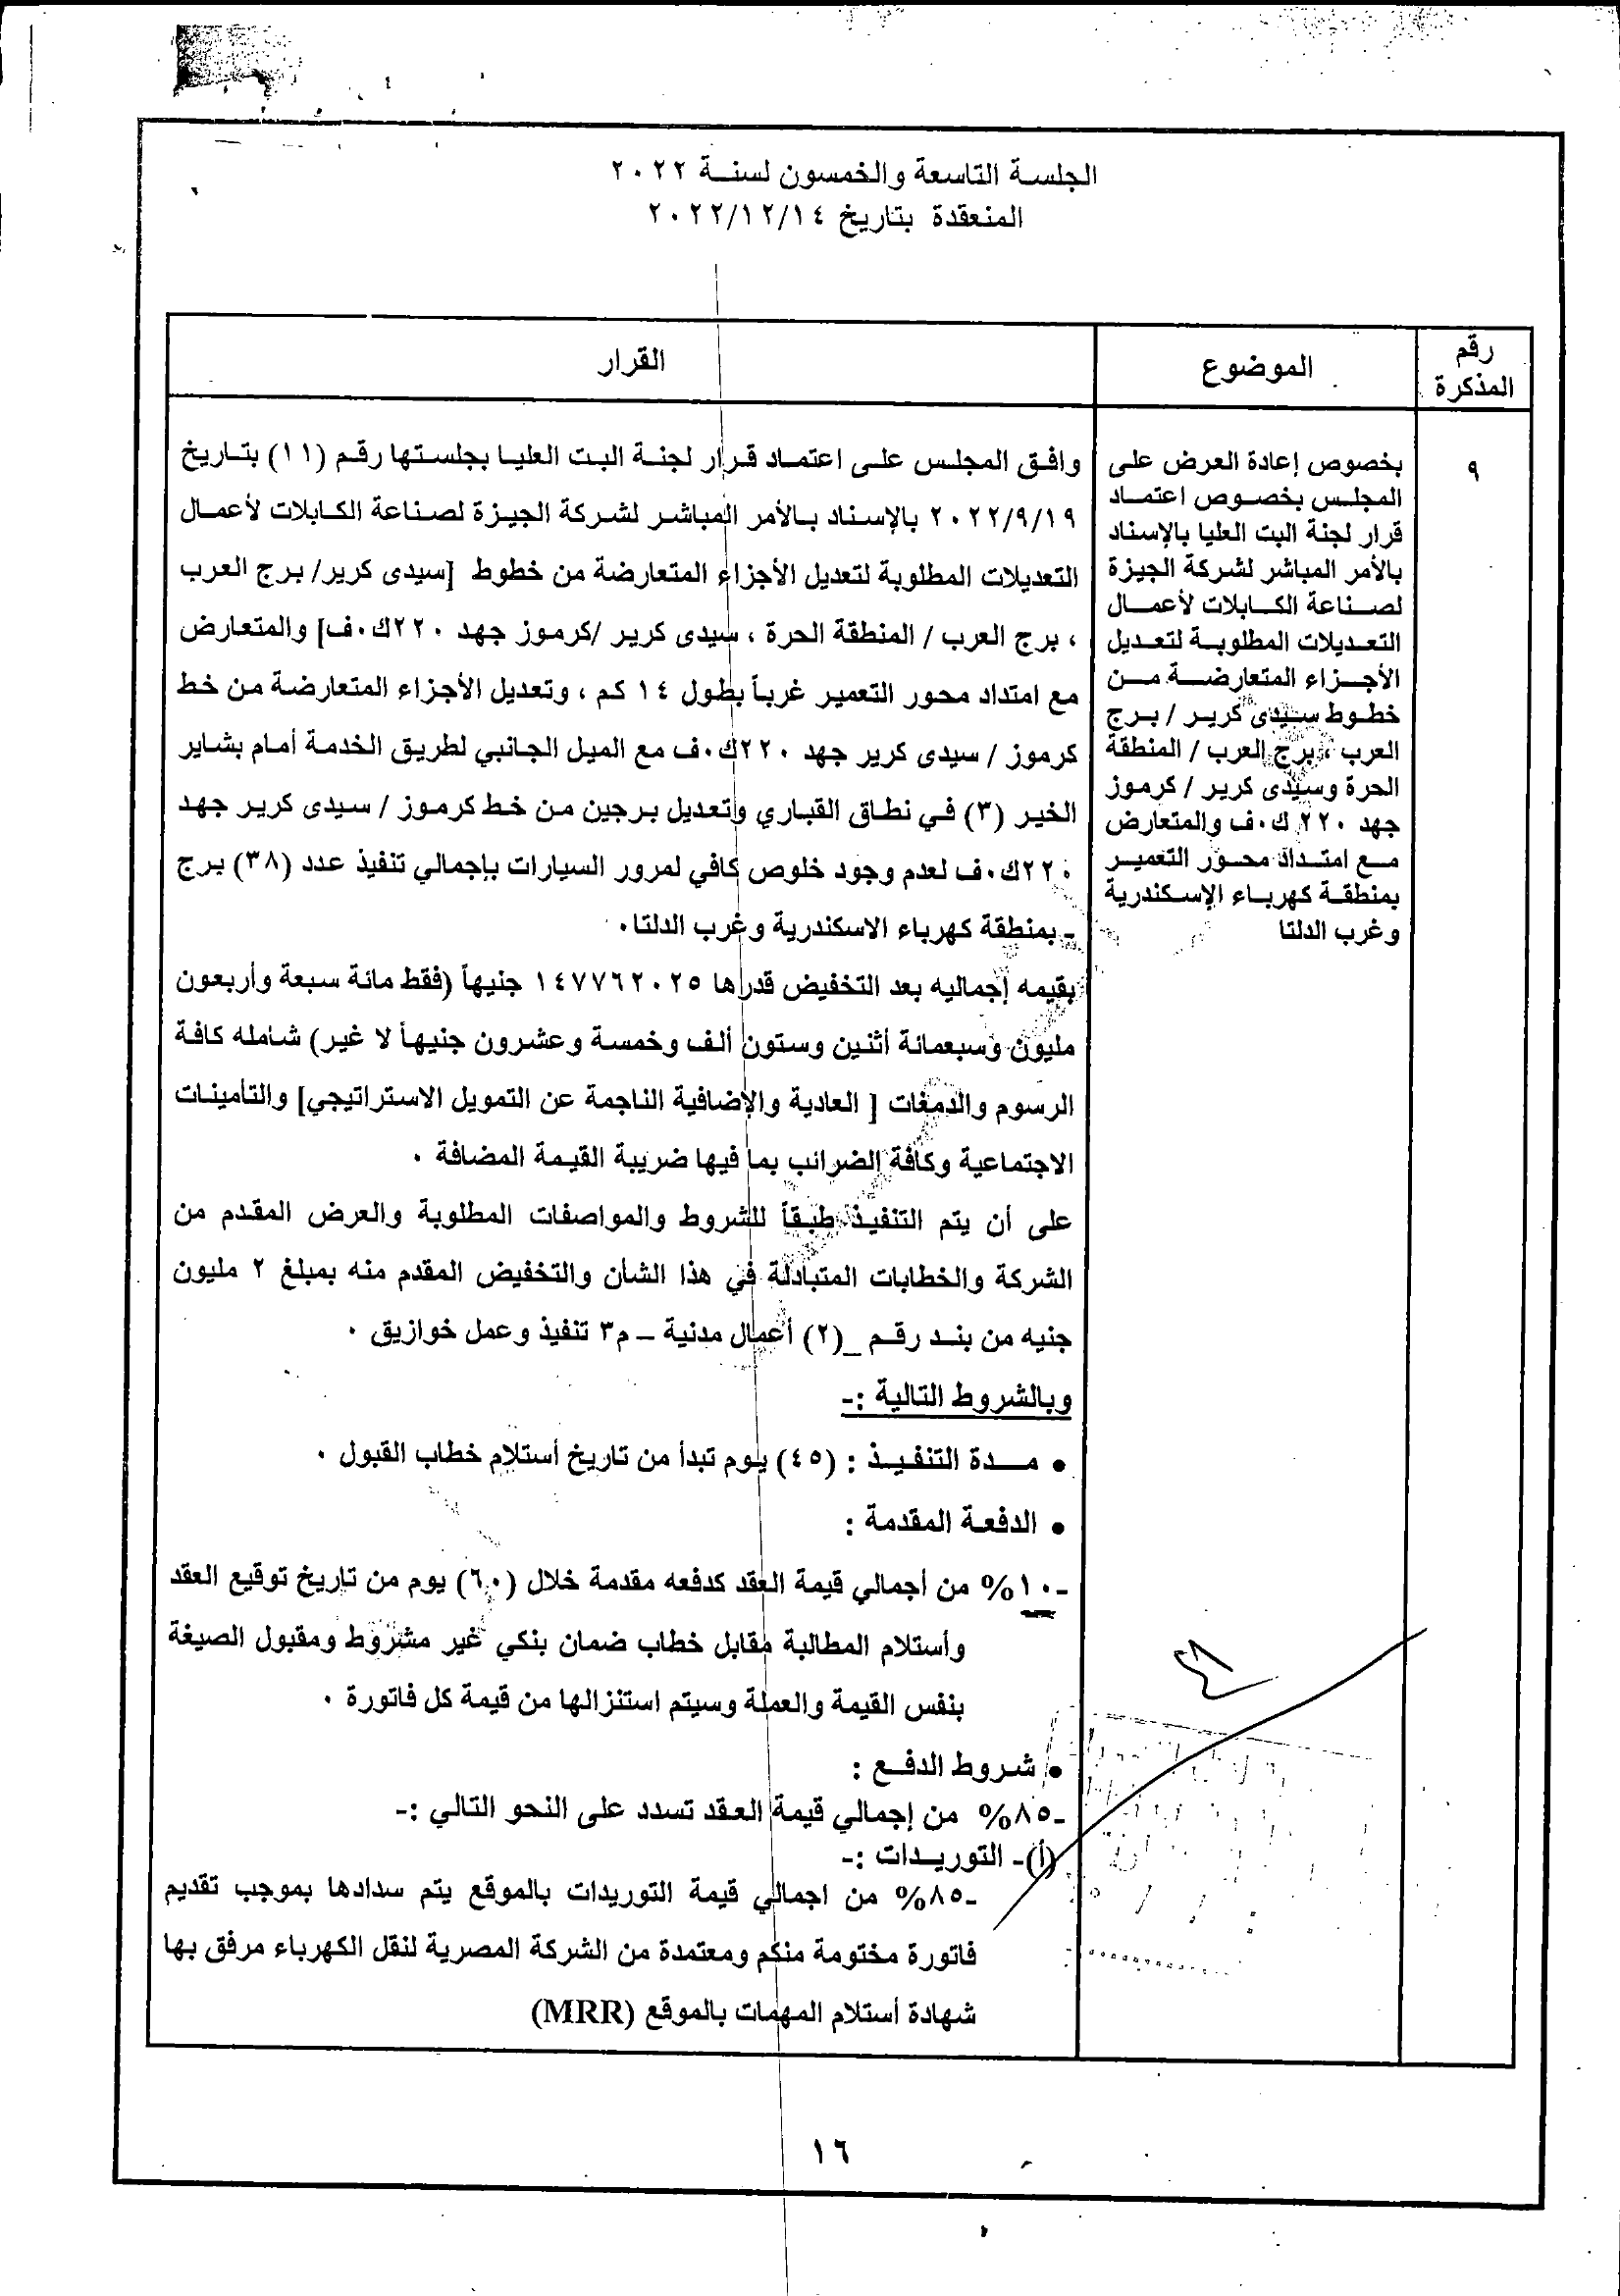 الجلسة التاسعة والخمسون لسنة ٢٠٢٢
المنعقدة بتاريخ ٢٠٢٢/١٢/١٤
رقم
المذكرة
الموضوع
القرار
٩
بخصوص إعادة العرض على
المجلس بخصوص اعتماد
قرار لجنة البت العليا بالإسناد
بالأمر المباشر لشركة الجيزة
لصناعة الكابلات لأعمال
التعديلات المطلوبة لتعديل
الأجزاء المتعارضة من
خطوط سيدى كرير / برج
العرب ، برج العرب / المنطقة
الحرة وسيدى كرير / كرموز
جهد ٢٢٠ ك٠ف والمتعارض
مع امتداد محور التعمير
بمنطقة كهرباء الإسكندرية
وغرب الدلتا
وافق المجلس على اعتماد قرار لجنة البت العليا بجلستها رقم (١١) بتاريخ
٢٠٢٢/٩/١٩ بالإسناد بالأمر المباشر لشركة الجيزة لصناعة الكابلات لأعمال
التعديلات المطلوبة لتعديل الأجزاء المتعارضة من خطوط [سيدى كرير/ برج العرب
، برج العرب / المنطقة الحرة ، سيدى كرير /كرموز جهد ٢٢٠ك٠ف] والمتعارض
مع امتداد محور التعمير غرباً بطول ١٤ كم ، وتعديل الأجزاء المتعارضة من خط
كرموز / سيدى كرير جهد ٢٢٠ك٠ف مع الميل الجانبي لطريق الخدمة أمام بشاير
الخير (٣) في نطاق القباري وتعديل برجين من خط كرموز / سيدى كرير جهد
٢٢٠ك٠ف لعدم وجود خلوص كافي لمرور السيارات بإجمالي تنفيذ عدد (٣٨) برج
- بمنطقة كهرباء الاسكندرية وغرب الدلتا٠
بقيمه إجماليه بعد التخفيض قدرها ١٤٧٧٦٢٠٢٥ جنيهاً (فقط مائة سبعة وأربعون
مليون وسبعمائة أثنين وستون ألف وخمسة وعشرون جنيهاً لا غير) شامله كافة
الرسوم والدمغات [ العادية والإضافية الناجمة عن التمويل الاستراتيجي] والتأمينات
الاجتماعية وكافة الضرائب بما فيها ضريبة القيمة المضافة ٠
على أن يتم التنفيذ طبقاً للشروط والمواصفات المطلوبة والعرض المقدم من
الشركة والخطابات المتبادلة في هذا الشأن والتخفيض المقدم منه بمبلغ ٢ مليون
جنيه من بند رقم _(٢) أعمال مدنية – م٣ تنفيذ وعمل خوازيق ٠
وبالشروط التالية :-
• مدة التنفيذ : (٤٥) يوم تبدأ من تاريخ أستلام خطاب القبول ٠
• الدفعة المقدمة :
-١٠% من أجمالي قيمة العقد كدفعه مقدمة خلال (٦٠) يوم من تاريخ توقيع العقد
وأستلام المطالبة مقابل خطاب ضمان بنكي غير مشروط ومقبول الصيغة
بنفس القيمة والعملة وسيتم استنزالها من قيمة كل فاتورة ٠
• شروط الدفع :
-٨٥% من إجمالي قيمة العقد تسدد على النحو التالي :-
(أ)- التوريدات :-
-٨٥% من اجمالي قيمة التوريدات بالموقع يتم سدادها بموجب تقديم
فاتورة مختومة منكم ومعتمدة من الشركة المصرية لنقل الكهرباء مرفق بها
شهادة أستلام المهمات بالموقع (MRR)
١٦